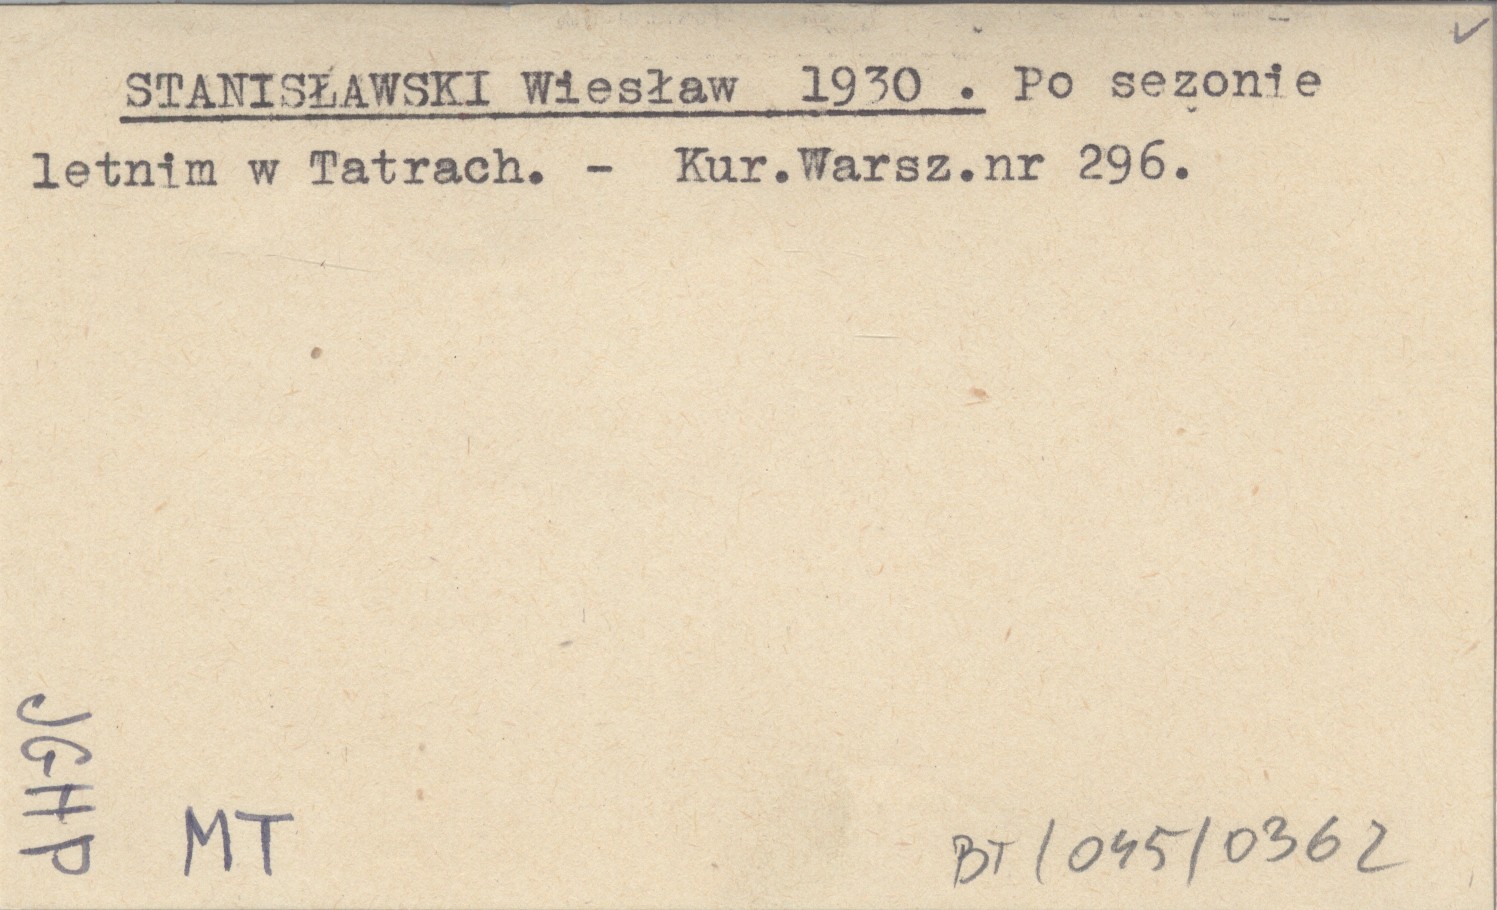 STANISŁAWSKI Wiesław 1930 . Po sezonie
letnim w Tatrach. - Kur.Warsz.nr 296.
JGHP
MT
BT/045/0362